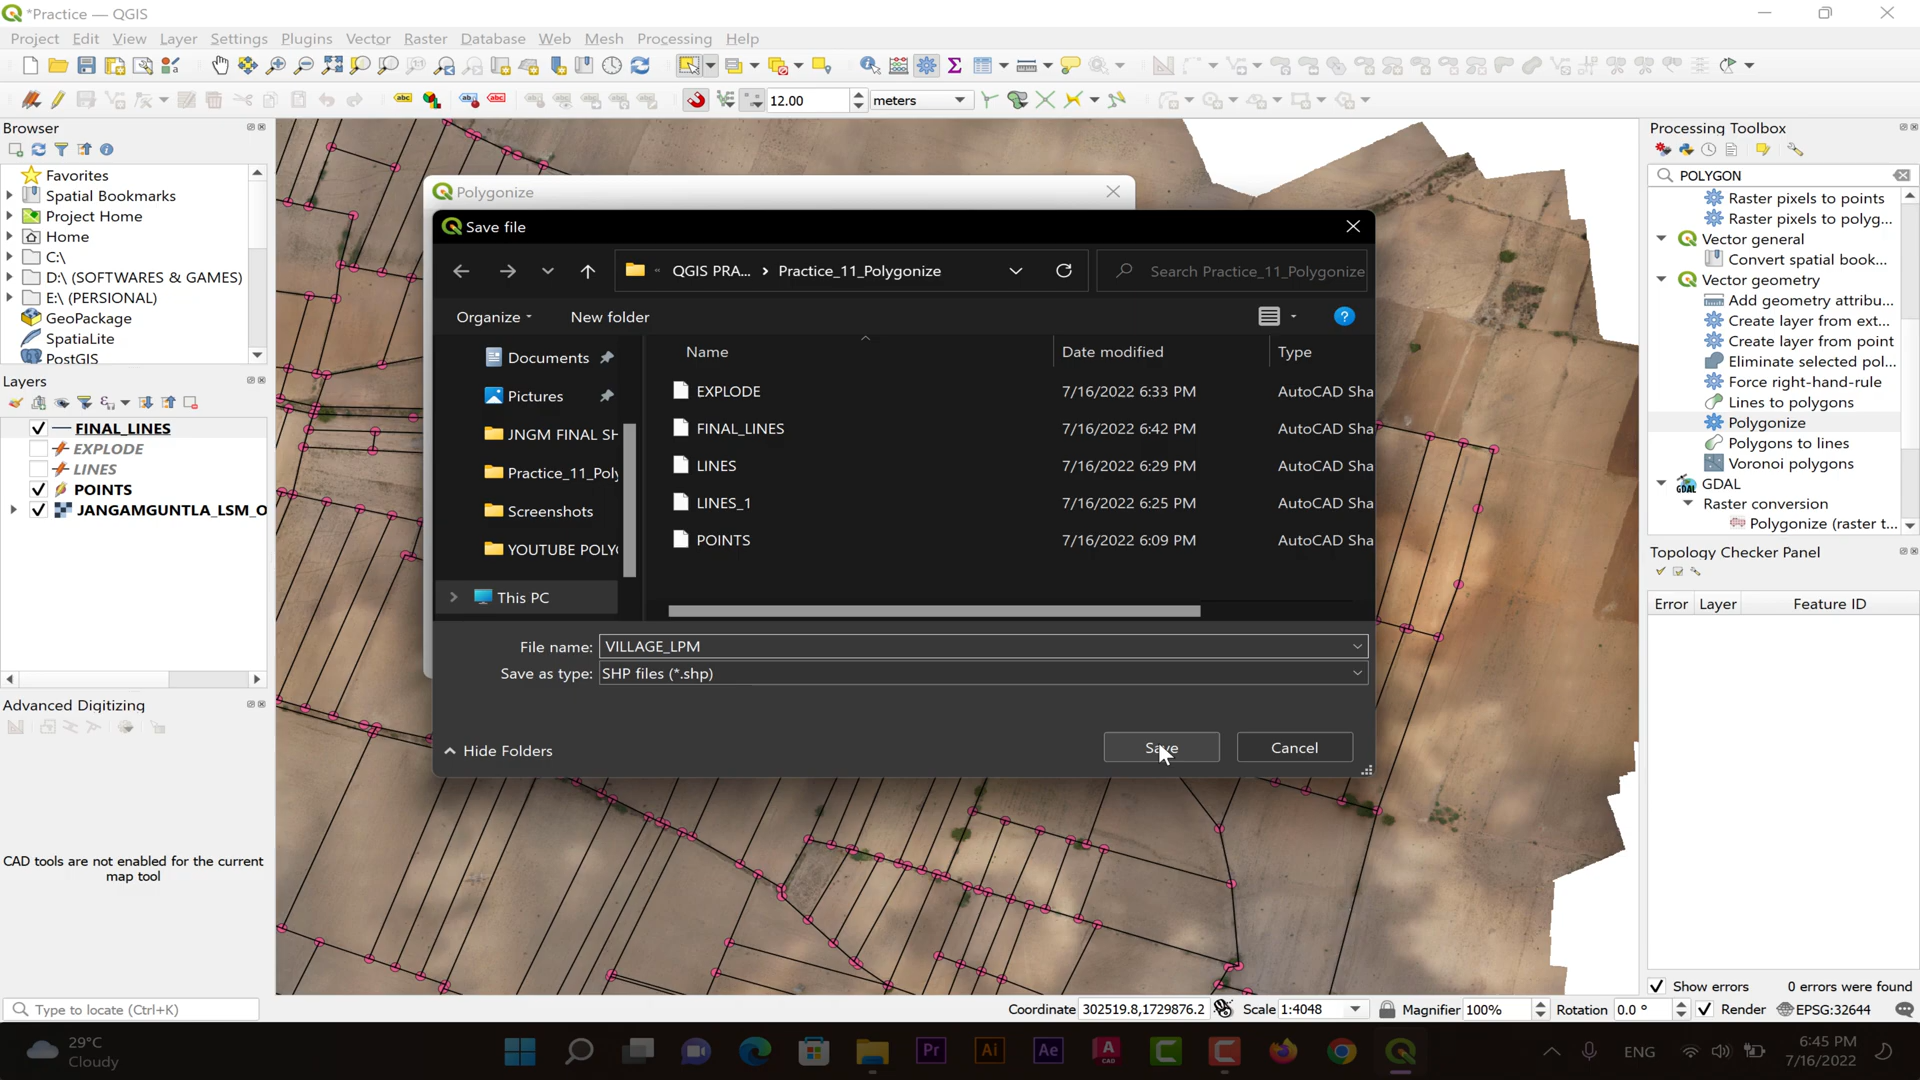 *Practice — QGIS
Project Edit View Layer Settings Plugins Vector Raster Database Web Mesh Processing Help
12.00 meters
Browser
Favorites
Spatial Bookmarks
Project Home
Home
C:\
D:\ (SOFTWARES & GAMES)
E:\ (PERSIONAL)
GeoPackage
SpatiaLite
PostGIS
Layers
FINAL_LINES
EXPLODE
LINES
POINTS
JANGAMGUNTLA_LSM_O
Advanced Digitizing
CAD tools are not enabled for the current
map tool
Polygonize
Save file
QGIS PRA... Practice_11_Polygonize
Search Practice_11_Polygonize
Organize New folder
Documents
Pictures
JNGM FINAL SH
Practice_11_Poly
Screenshots
YOUTUBE POLY
This PC
Name Date modified Type
EXPLODE 7/16/2022 6:33 PM AutoCAD Sha
FINAL_LINES 7/16/2022 6:42 PM AutoCAD Sha
LINES 7/16/2022 6:29 PM AutoCAD Sha
LINES_1 7/16/2022 6:25 PM AutoCAD Sha
POINTS 7/16/2022 6:09 PM AutoCAD Sha
File name: VILLAGE_LPM
Save as type: SHP files (*.shp)
Hide Folders
Save Cancel
Processing Toolbox
POLYGON
Raster pixels to points
Raster pixels to polyg...
Vector general
Convert spatial book...
Vector geometry
Add geometry attribu...
Create layer from ext...
Create layer from point
Eliminate selected pol...
Force right-hand-rule
Lines to polygons
Polygonize
Polygons to lines
Voronoi polygons
GDAL
Raster conversion
Polygonize (raster t...
Topology Checker Panel
Error Layer Feature ID
Show errors 0 errors were found
Type to locate (Ctrl+K)
Coordinate 302519.8,1729876.2 Scale 1:4048 Magnifier 100% Rotation 0.0 ° Render EPSG:32644
29°C
Cloudy
ENG
6:45 PM
7/16/2022